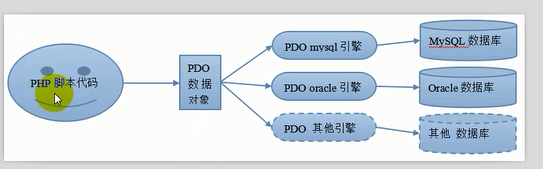 PHP 脚本代码
PDO
数据
对象
PDO mysql 引擎
MySQL 数据库
PDO oracle 引擎
Oracle 数据库
PDO 其他引擎
其他 数据库